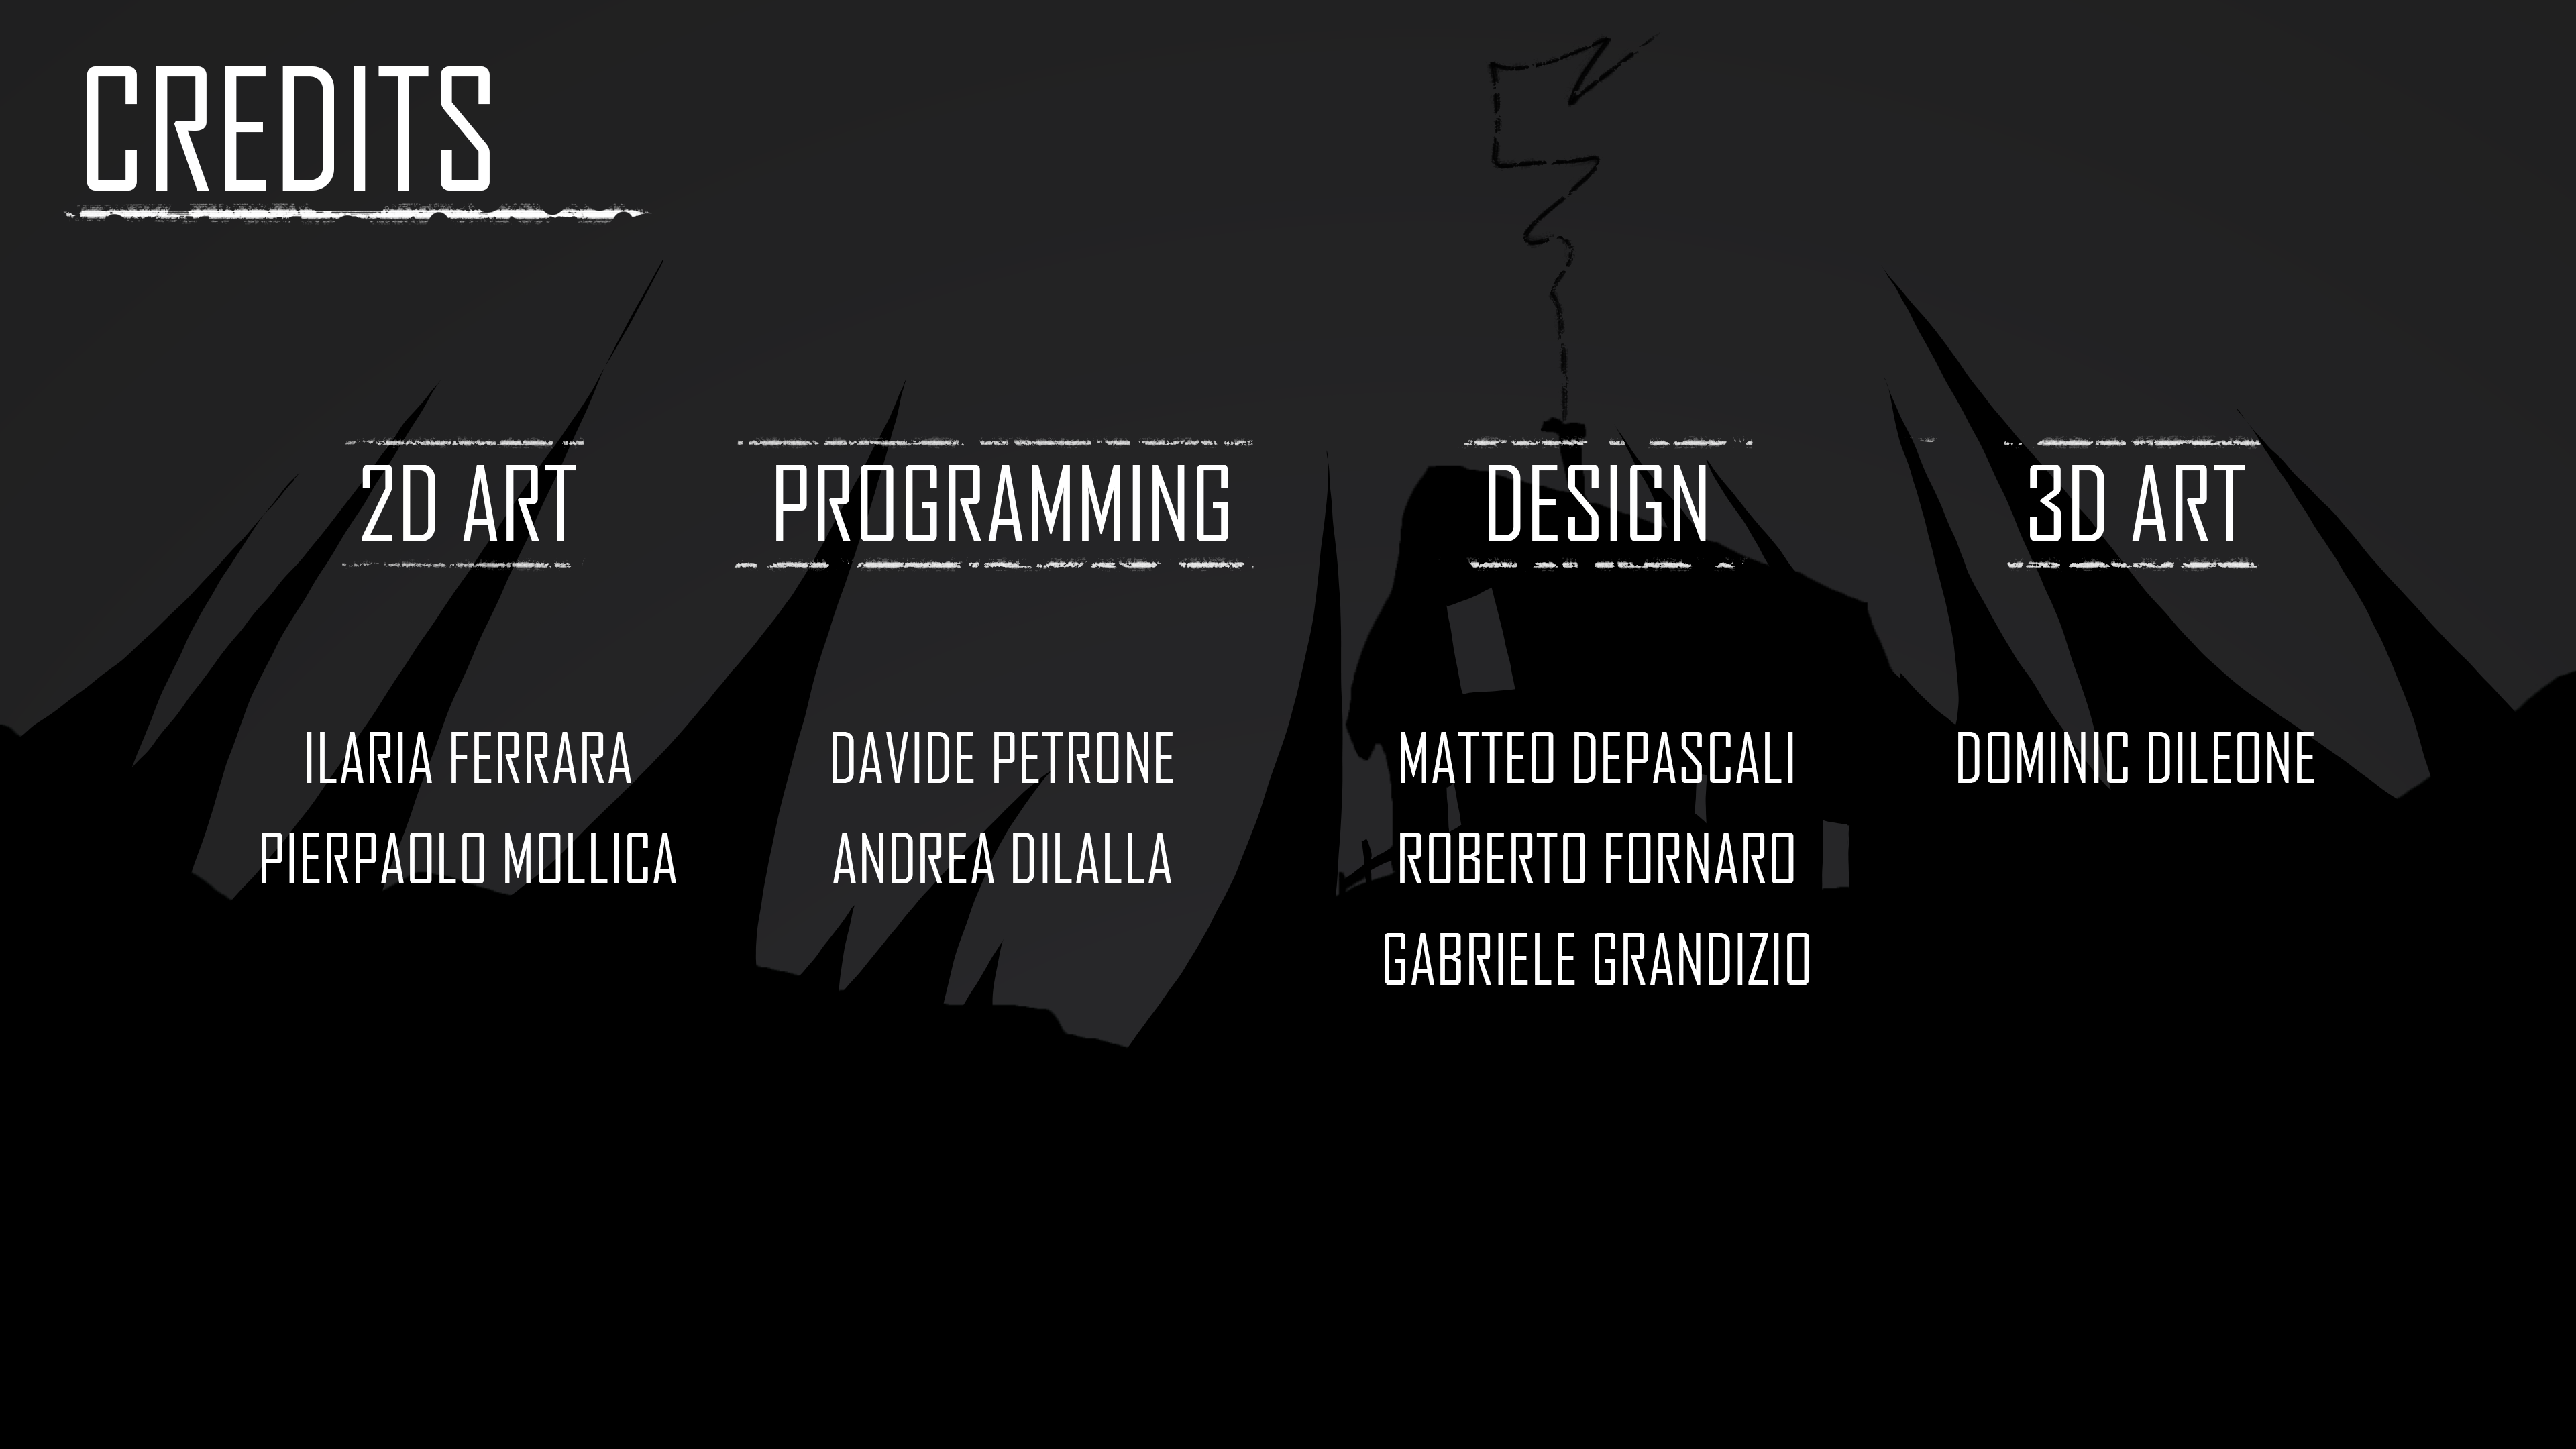 CREDITS
2D ART
ILARIA FERRARA
PIERPAOLO MOLLICA
PROGRAMMING
DAVIDE PETRONE
ANDREA DILALLA
DESIGN
MATTEO DEPASCALI
ROBERTO FORNARO
GABRIELE GRANDIZIO
3D ART
DOMINIC DILEONE